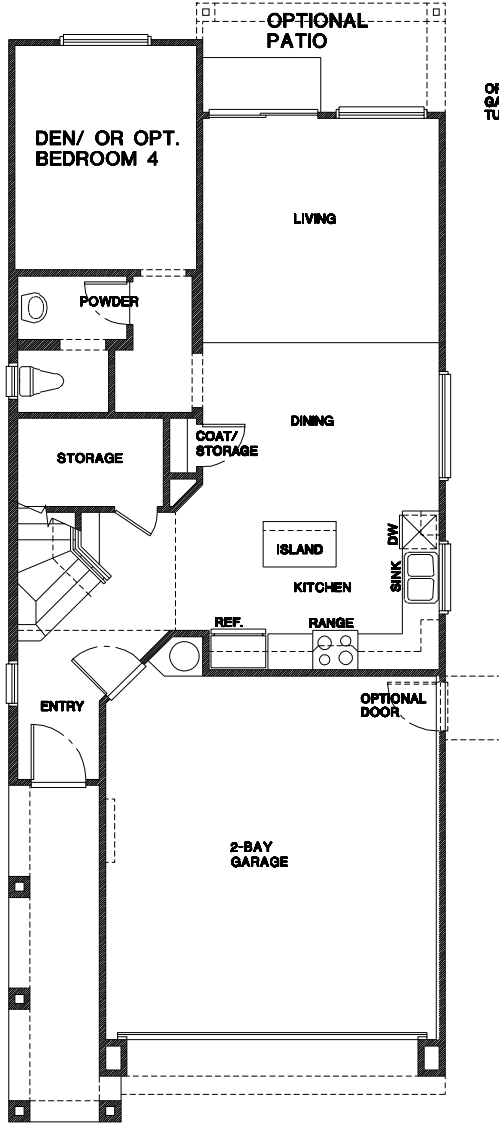 OPTIONAL
PATIO
DEN/ OR OPT.
BEDROOM 4
LIVING
POWDER
DINING
COAT/
STORAGE
STORAGE
DW
ISLAND
SINK
KITCHEN
REF.
RANGE
ENTRY
OPTIONAL
DOOR
2-BAY
GARAGE